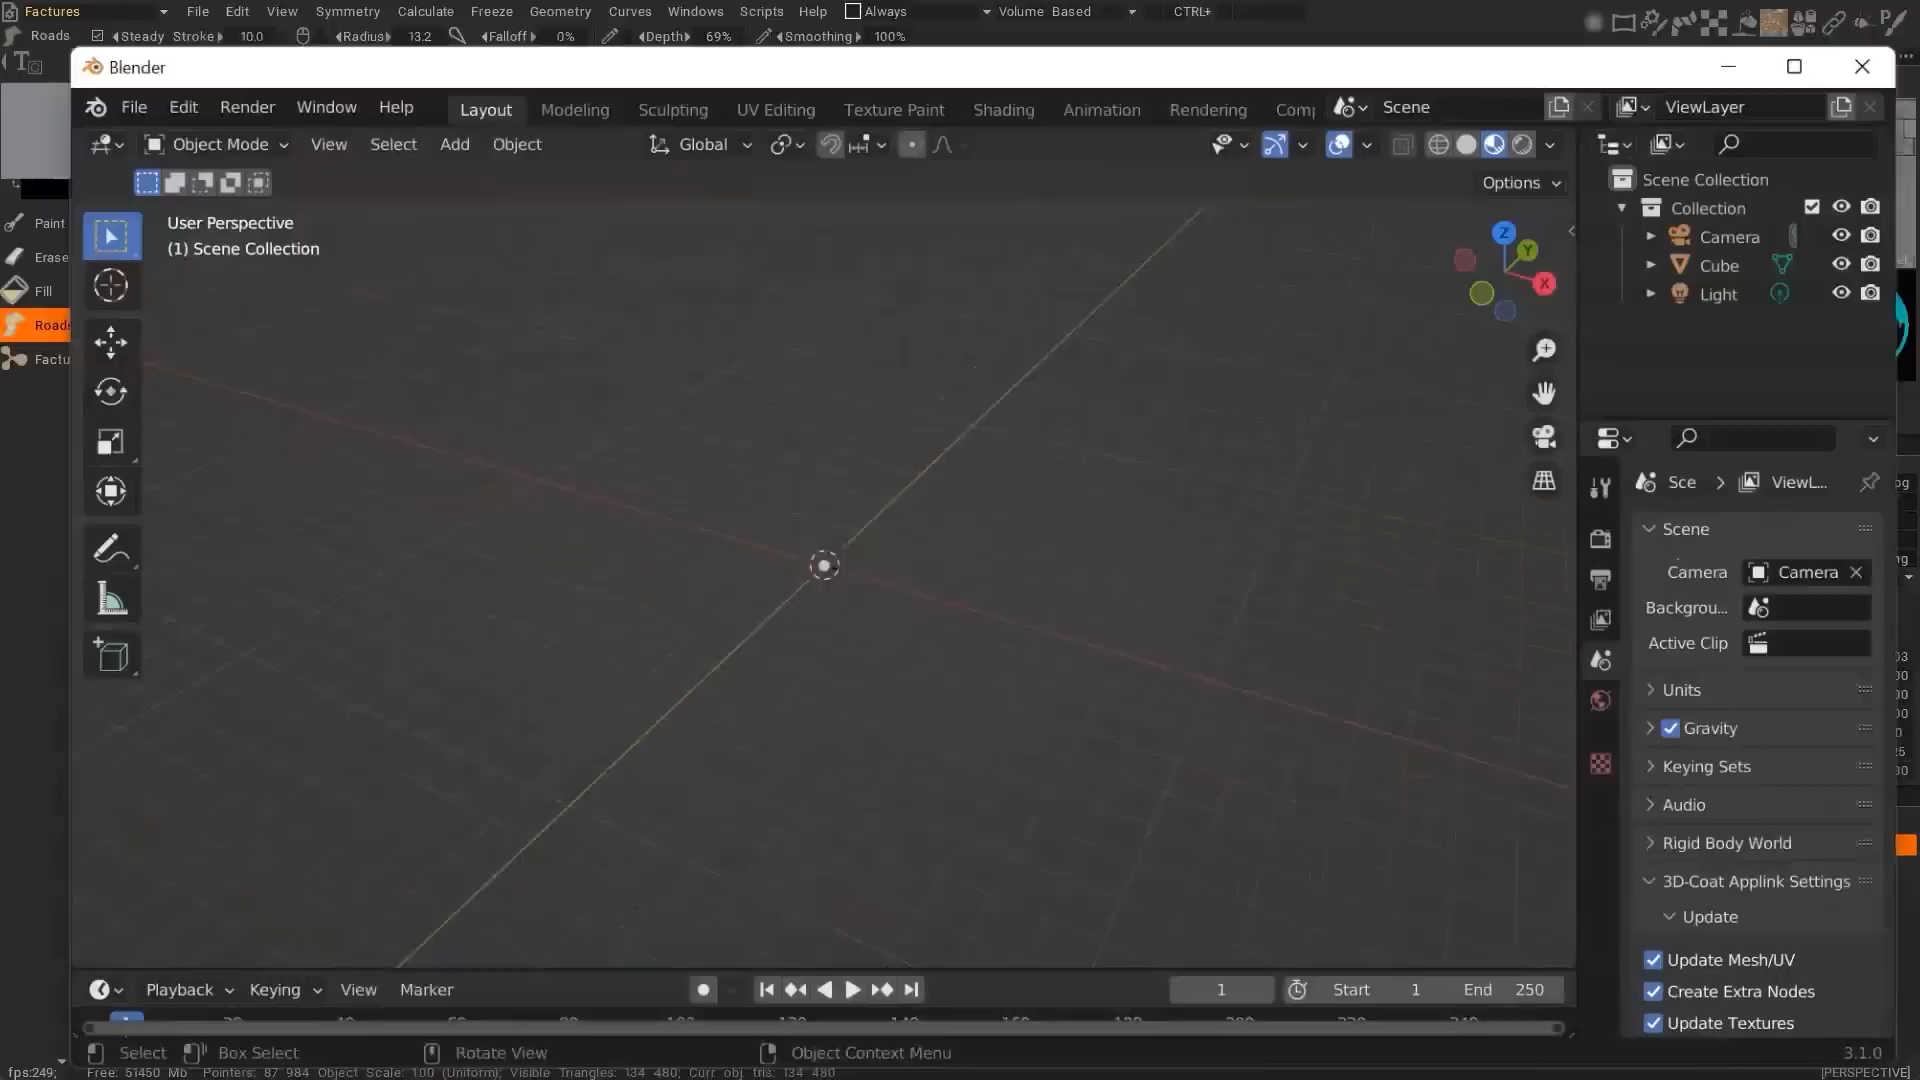 Factures File Edit View Symmetry Calculate Freeze Geometry Curves Windows Scripts Help Always Volume Based CTRL+
Roads Steady Stroke 10.0 Radius 13.2 Falloff 0% Depth 69% Smoothing 100%
Blender
File Edit Render Window Help Layout Modeling Sculpting UV Editing Texture Paint Shading Animation Rendering Comp Scene ViewLayer
Object Mode View Select Add Object Global
Options
Scene Collection
Collection
Camera
Cube
Light
Paint
Erase
Fill
Roads
Factu
User Perspective
(1) Scene Collection
Z
Y
X
Sce ViewL...
Scene
Camera Camera
Backgrou...
Active Clip
Units
Gravity
Keying Sets
Audio
Rigid Body World
3D-Coat Applink Settings
Update
Update Mesh/UV
Create Extra Nodes
Update Textures
Playback Keying View Marker 1 Start 1 End 250
Select Box Select Rotate View Object Context Menu 3.1.0
fps:249; Free: 51450 Mb Pointers: 87 984 Object Scale: 1.00 (Uniform); Visible Triangles: 134 480; Curr. obj. tris: 134 480 [PERSPECTIVE]